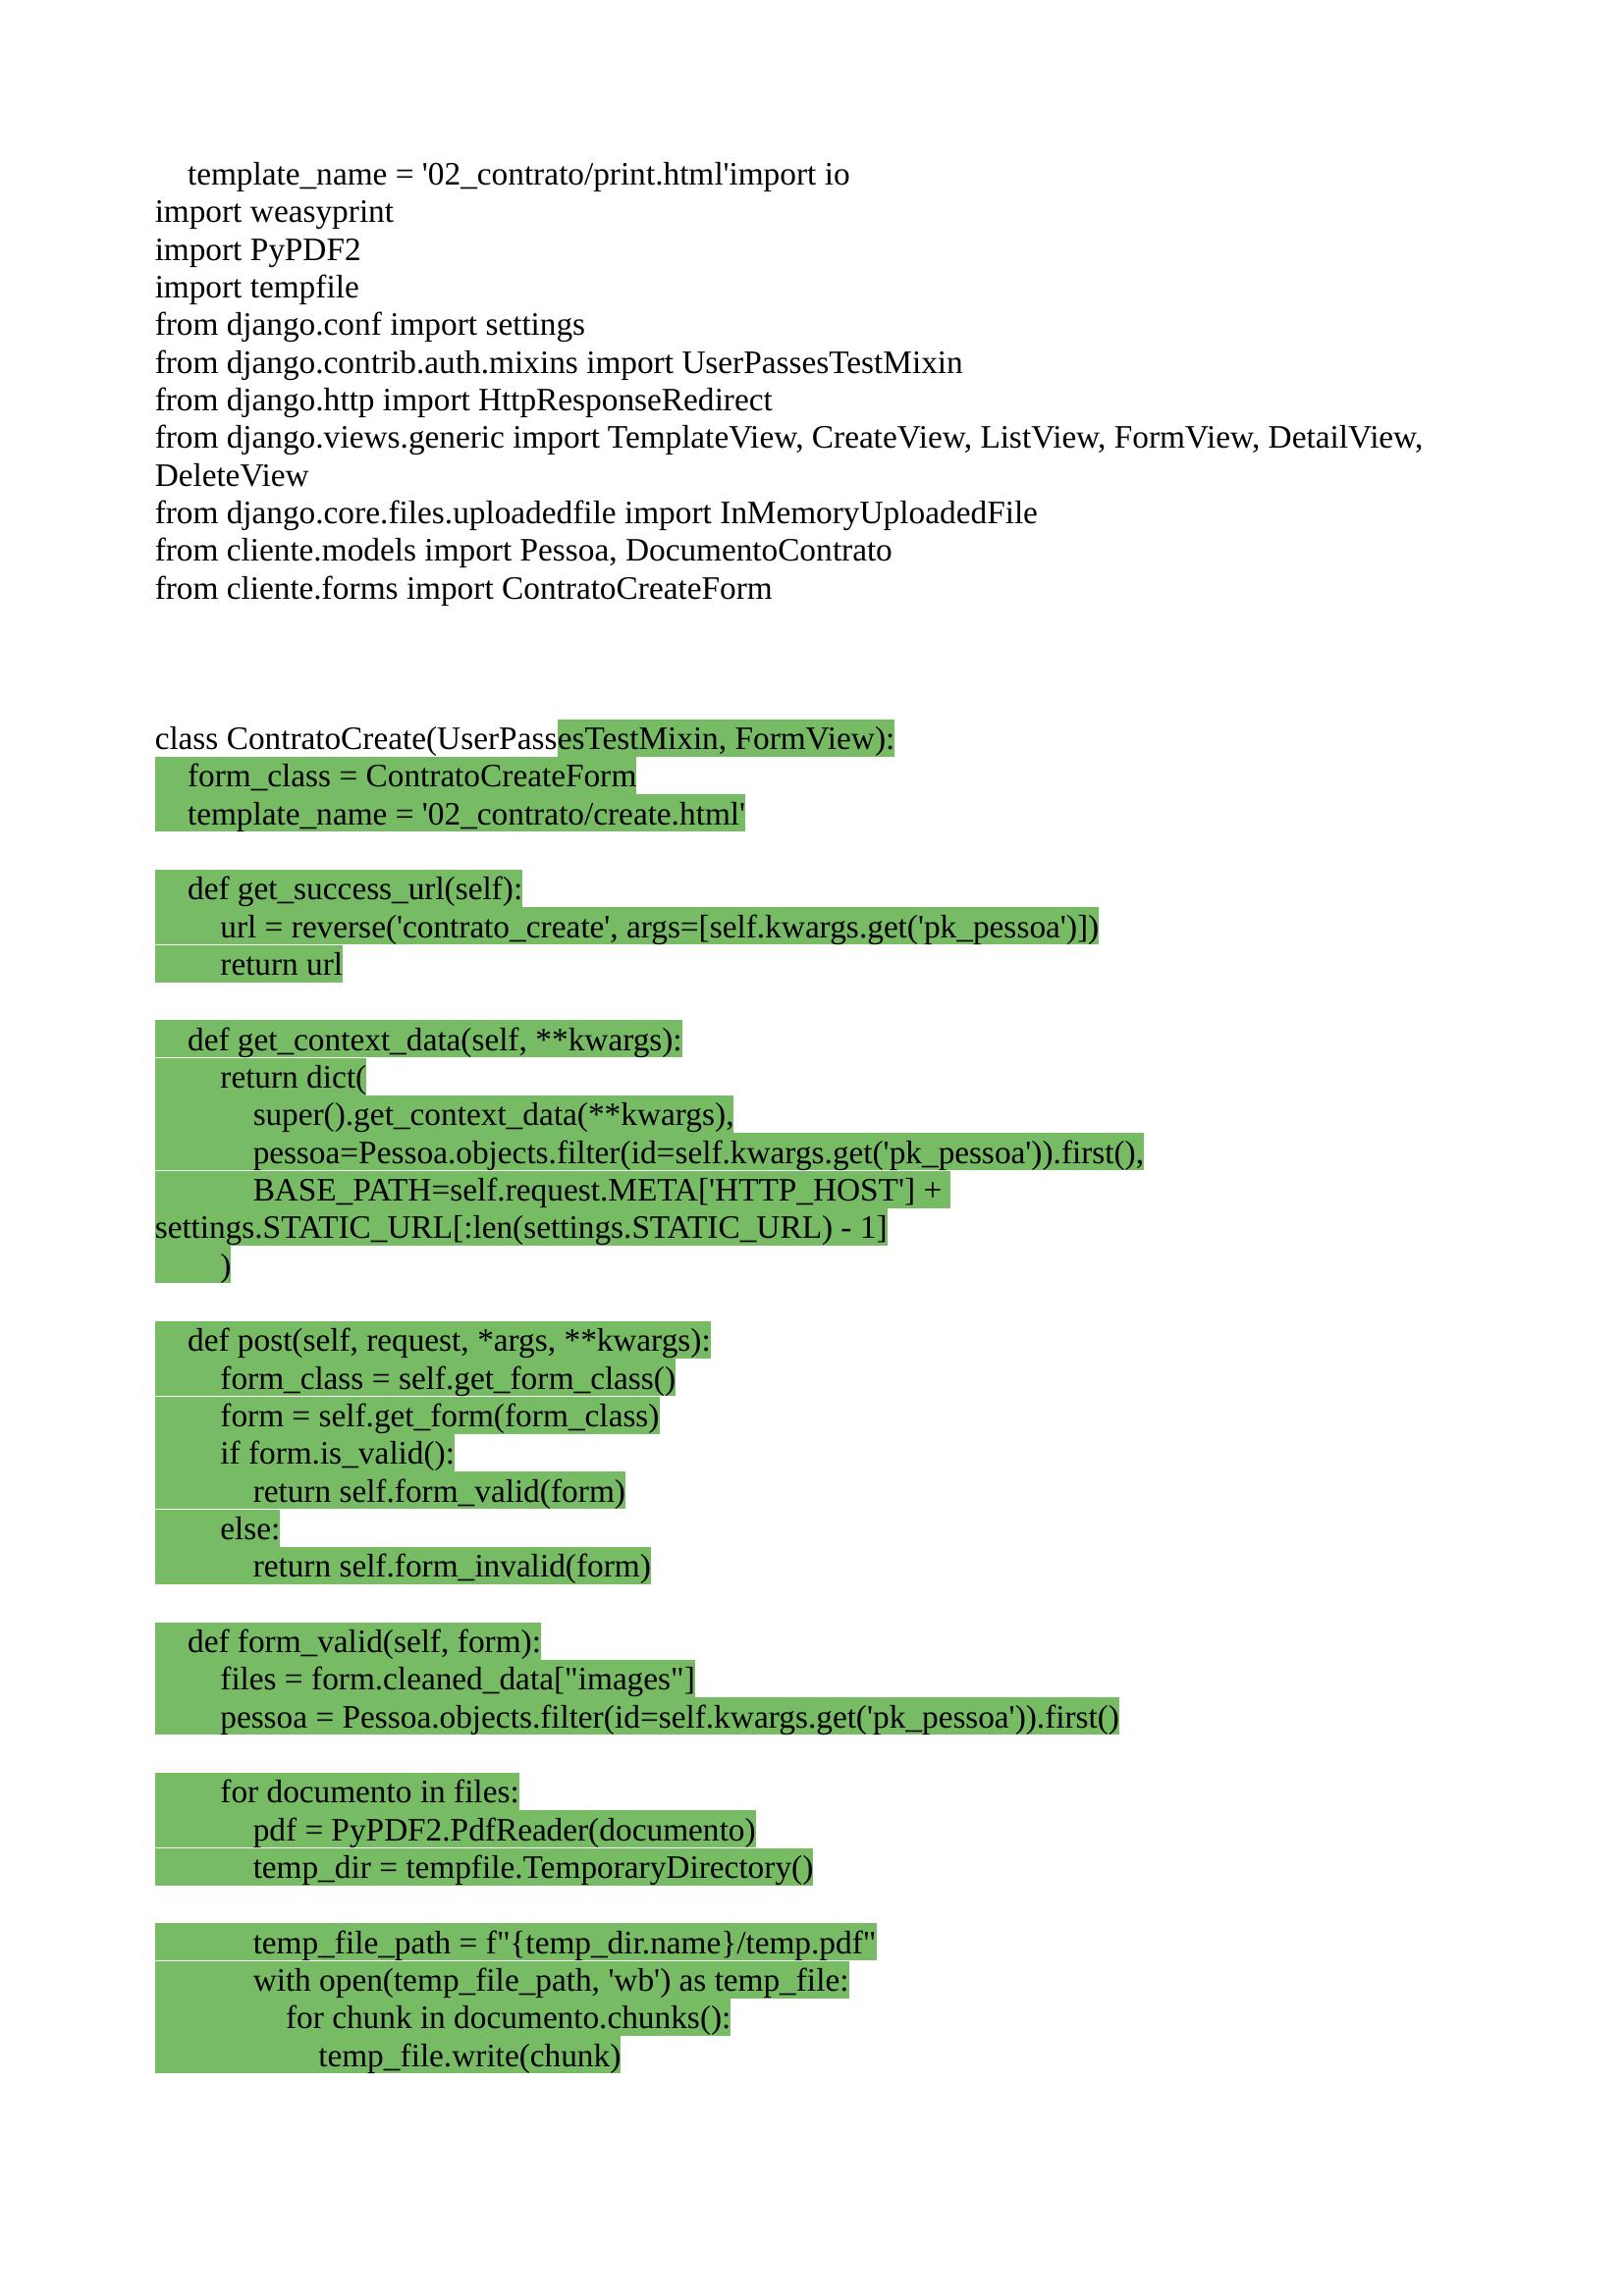 template_name = '02_contrato/print.html'import io
import weasyprint
import PyPDF2
import tempfile
from django.conf import settings
from django.contrib.auth.mixins import UserPassesTestMixin
from django.http import HttpResponseRedirect
from django.views.generic import TemplateView, CreateView, ListView, FormView, DetailView,
DeleteView
from django.core.files.uploadedfile import InMemoryUploadedFile
from cliente.models import Pessoa, DocumentoContrato
from cliente.forms import ContratoCreateForm

class ContratoCreate(UserPassesTestMixin, FormView):
    form_class = ContratoCreateForm
    template_name = '02_contrato/create.html'

    def get_success_url(self):
        url = reverse('contrato_create', args=[self.kwargs.get('pk_pessoa')])
        return url

    def get_context_data(self, **kwargs):
        return dict(
            super().get_context_data(**kwargs),
            pessoa=Pessoa.objects.filter(id=self.kwargs.get('pk_pessoa')).first(),
            BASE_PATH=self.request.META['HTTP_HOST'] +
settings.STATIC_URL[:len(settings.STATIC_URL) - 1]
        )

    def post(self, request, *args, **kwargs):
        form_class = self.get_form_class()
        form = self.get_form(form_class)
        if form.is_valid():
            return self.form_valid(form)
        else:
            return self.form_invalid(form)

    def form_valid(self, form):
        files = form.cleaned_data["images"]
        pessoa = Pessoa.objects.filter(id=self.kwargs.get('pk_pessoa')).first()

        for documento in files:
            pdf = PyPDF2.PdfReader(documento)
            temp_dir = tempfile.TemporaryDirectory()

            temp_file_path = f"{temp_dir.name}/temp.pdf"
            with open(temp_file_path, 'wb') as temp_file:
                for chunk in documento.chunks():
                    temp_file.write(chunk)